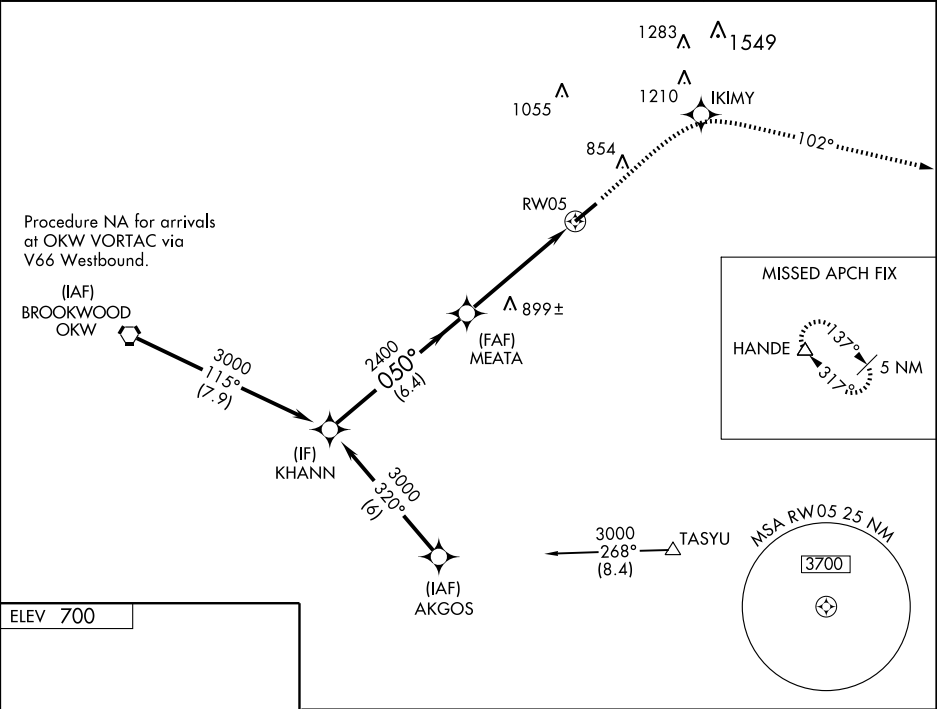 1283
1549
1210
IKIMY
1055
102°
854
RW05
Procedure NA for arrivals
at OKW VORTAC via
V66 Westbound.
(IAF)
BROOKWOOD
OKW
3000
115°
(7.9)
2400
050°
(6.4)
899±
(FAF)
MEATA
MISSED APCH FIX
HANDE
137°
317°
5 NM
(IF)
KHANN
3000
320°
(6)
(IAF)
AKGOS
3000
268°
(8.4)
TASYU
MSA RW05 25 NM
3700
ELEV 700